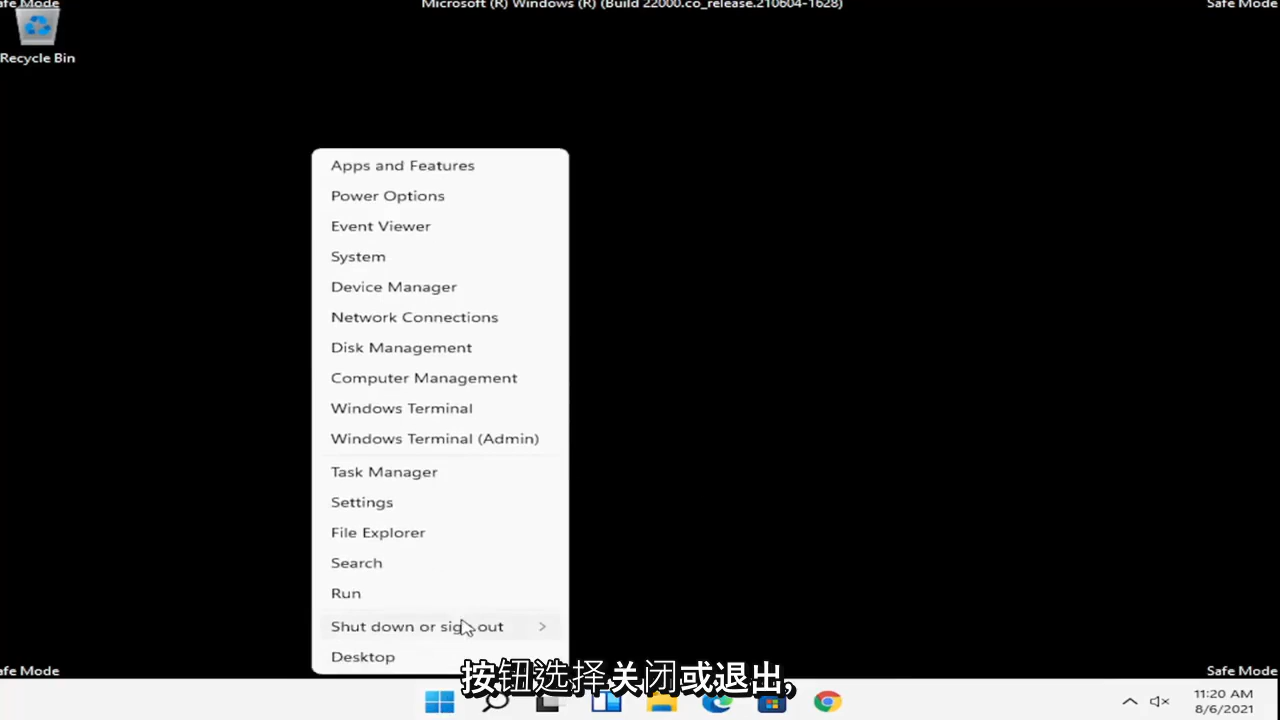 afe Mode
Microsoft (R) Windows (R) (Build 22000.co_release.210604-1628)
Safe Mode
Recycle Bin
Apps and Features
Power Options
Event Viewer
System
Device Manager
Network Connections
Disk Management
Computer Management
Windows Terminal
Windows Terminal (Admin)
Task Manager
Settings
File Explorer
Search
Run
Shut down or sign out
Desktop
afe Mode
Safe Mode
按钮选择关闭或退出,
11:20 AM
8/6/2021